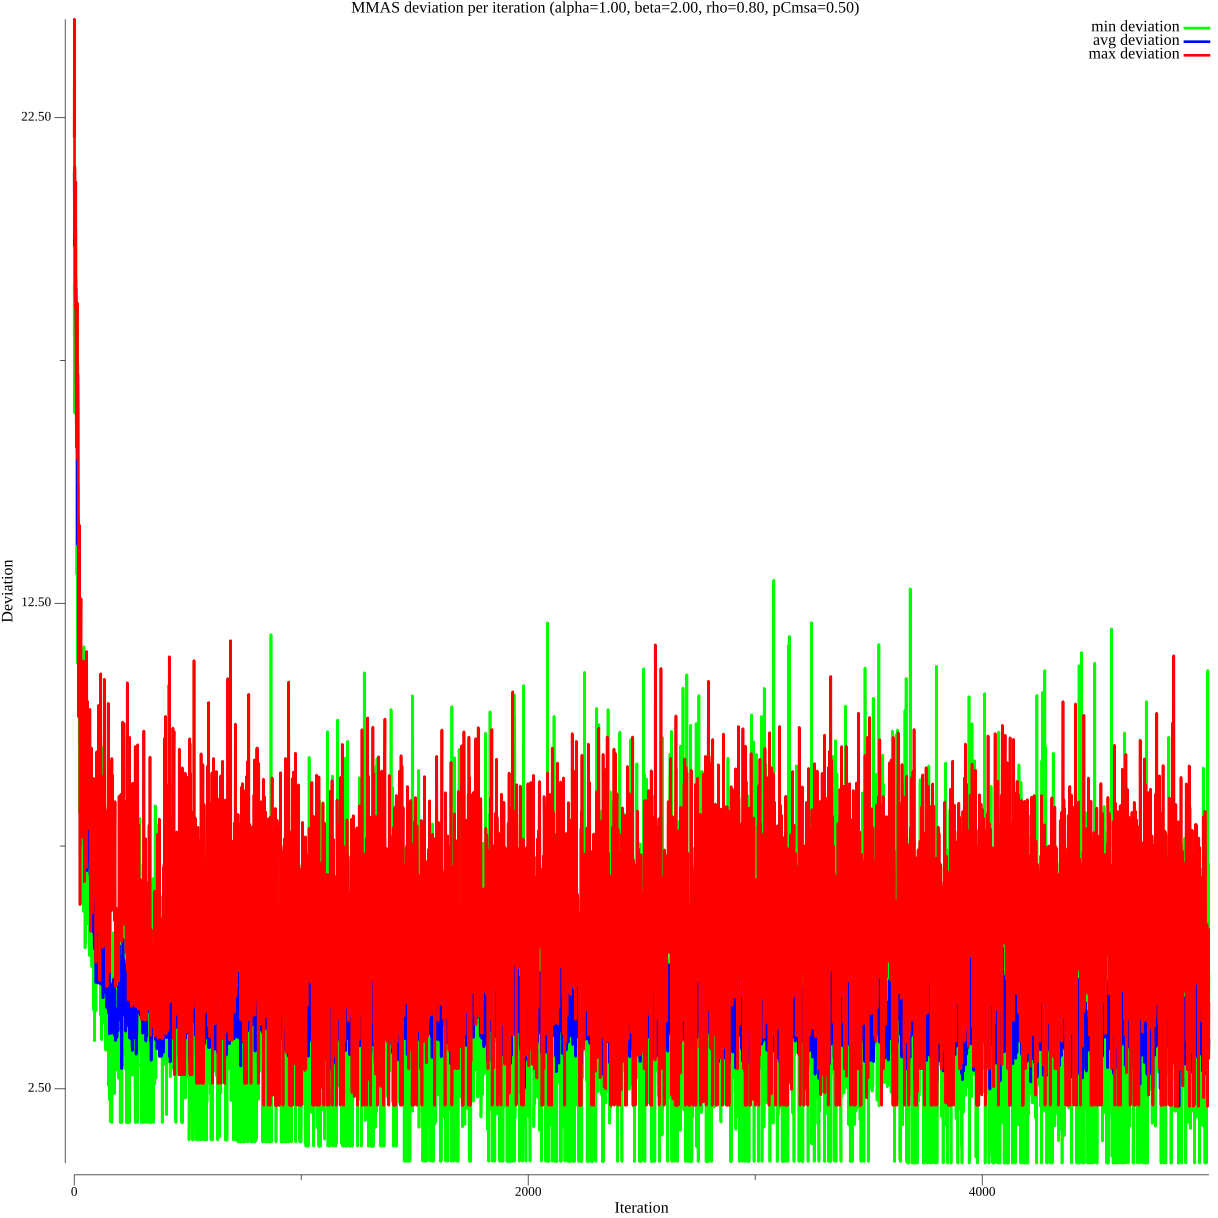 MMAS deviation per iteration (alpha=1.00, beta=2.00, rho=0.80, pCmsa=0.50)
min deviation
avg deviation
max deviation
22.50
12.50
2.50
Deviation
0
2000
4000
Iteration